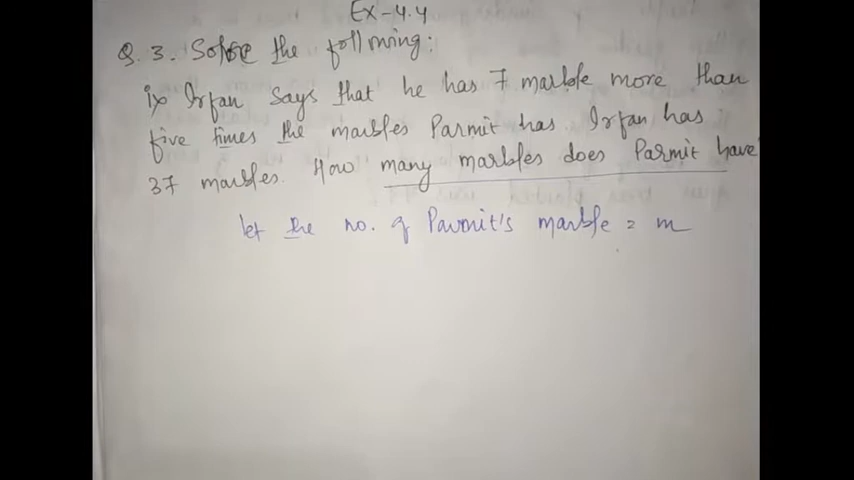 Ex-4.4
Q.3. Solve the following:
i) Irfan says that he has 7 marble more than
five times the marbles Parmit has Irfan has
37 marbles. How many marbles does Parmit have
let the no. of Parmit's marble = m